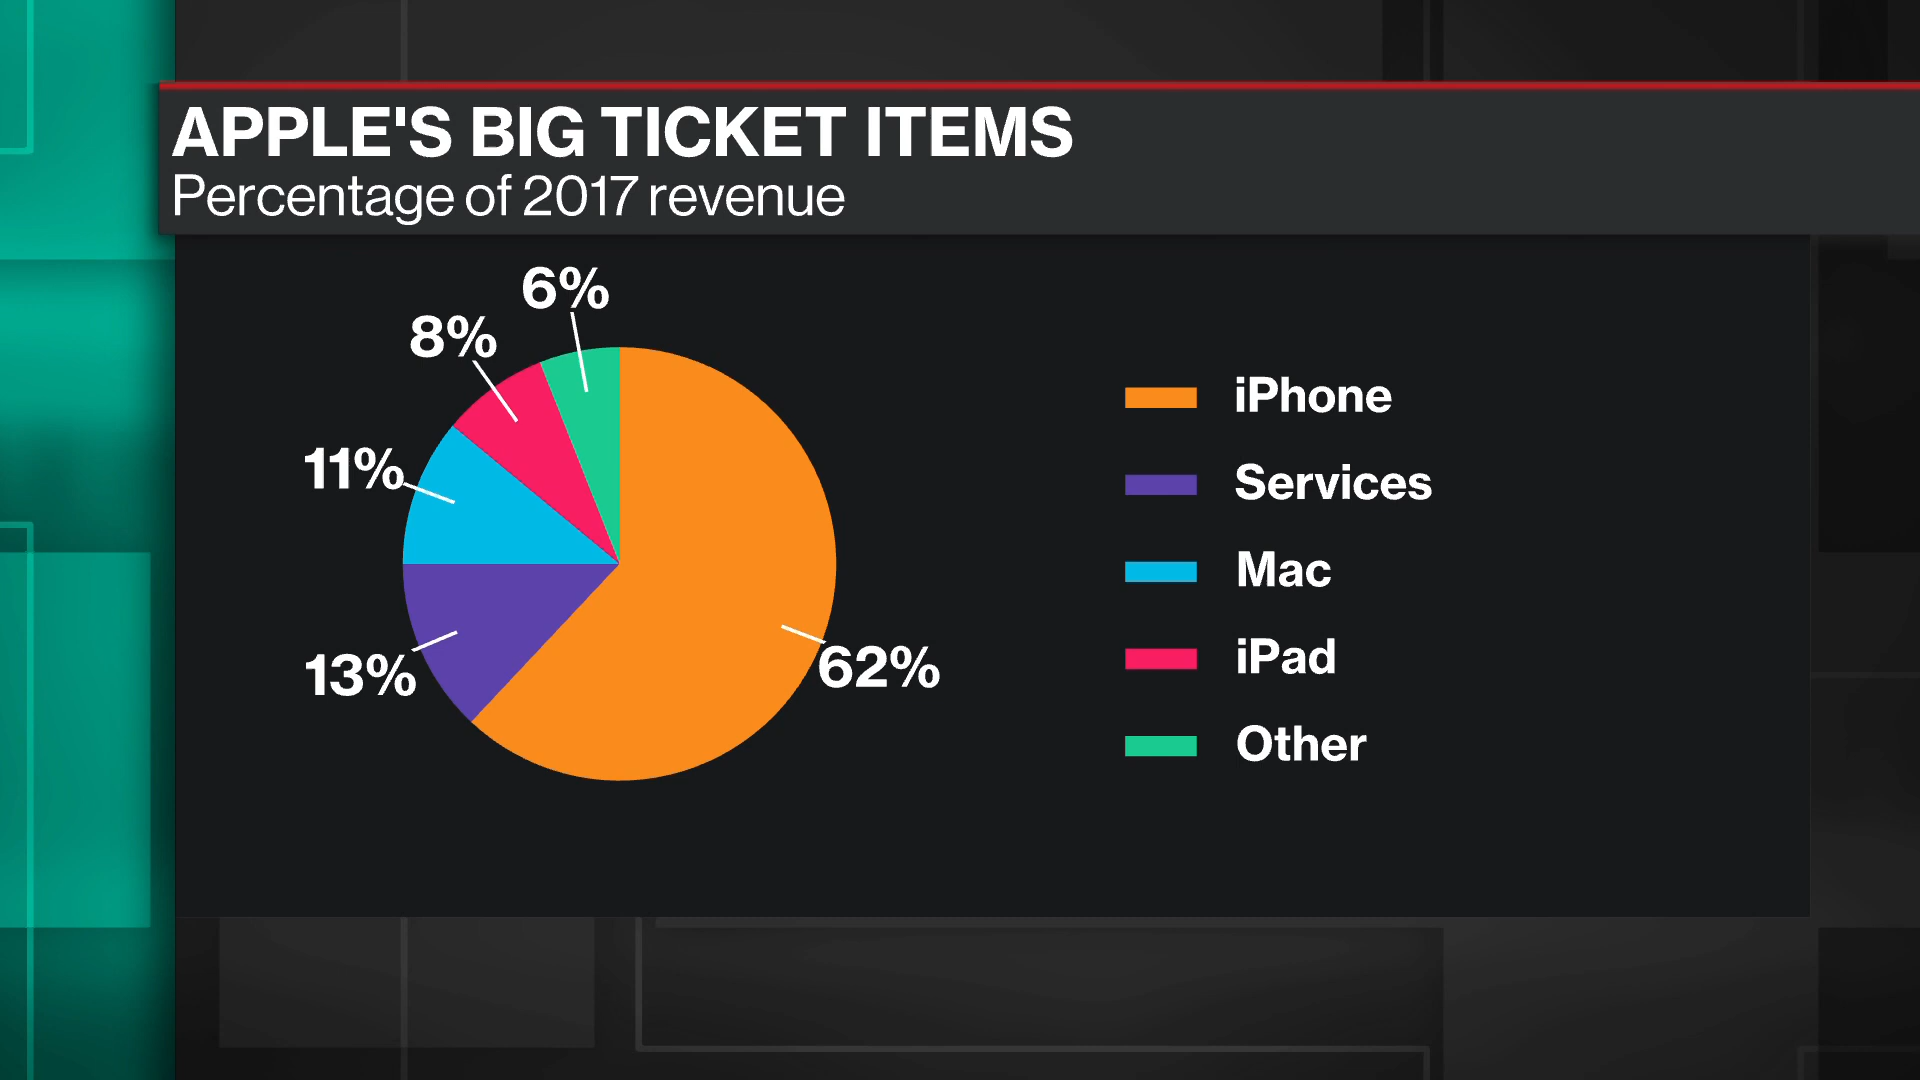 APPLE'S BIG TICKET ITEMS
Percentage of 2017 revenue
6%
8%
11%
13%
62%
iPhone
Services
Mac
iPad
Other